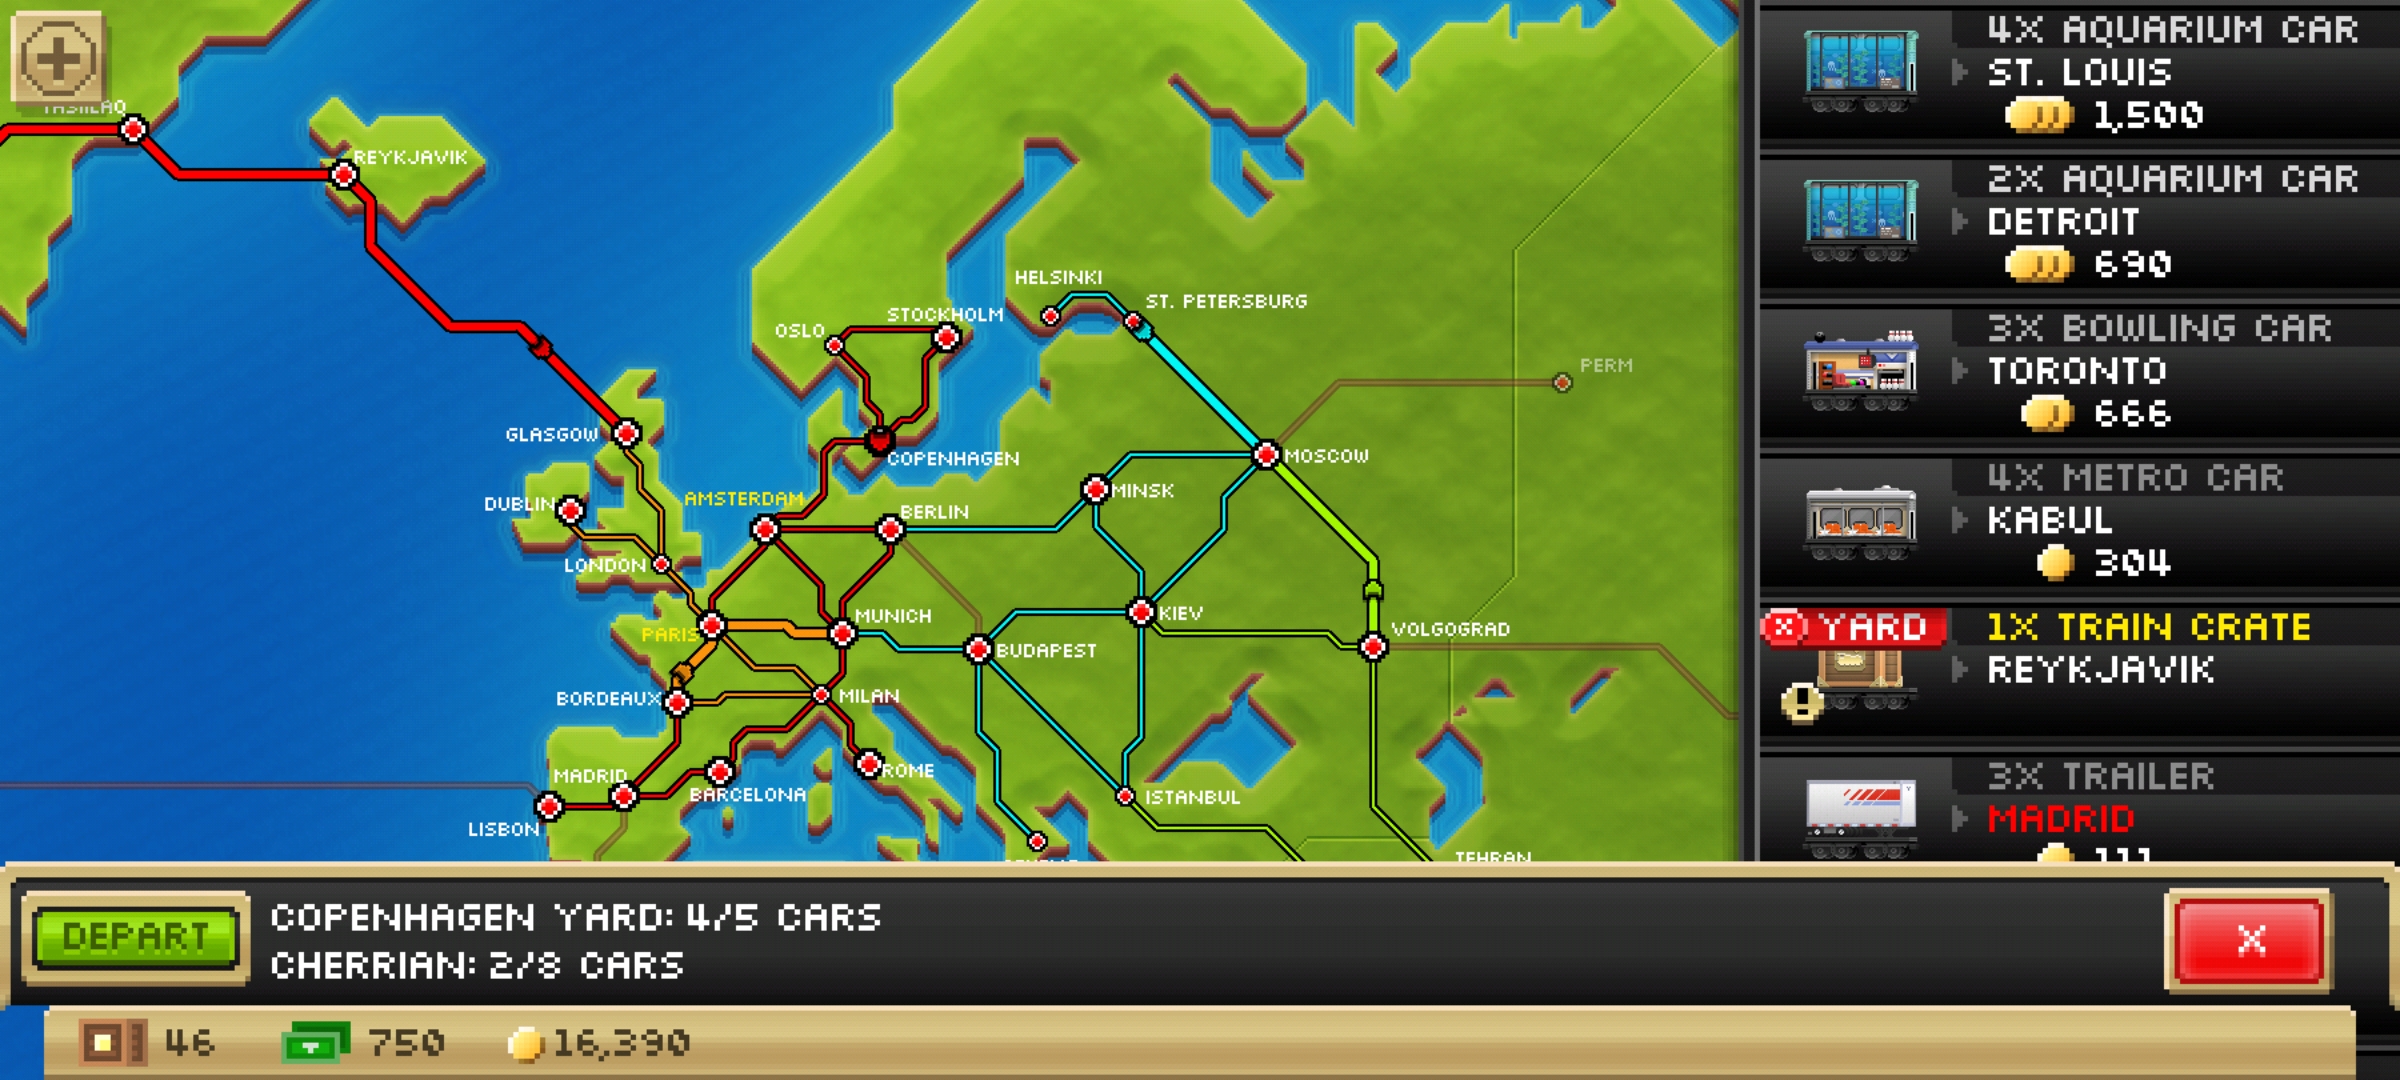 REYKJAVIK
HELSINKI
ST. PETERSBURG
STOCKHOLM
OSLO
PERM
GLASGOW
COPENHAGEN
MOSCOW
DUBLIN
AMSTERDAM
MINSK
BERLIN
LONDON
PARIS
MUNICH
KIEV
VOLGOGRAD
BUDAPEST
BORDEAUX
MILAN
MADRID
ROME
BARCELONA
ISTANBUL
LISBON
TEHRAN
4X AQUARIUM CAR
ST. LOUIS
1,500
2X AQUARIUM CAR
DETROIT
690
3X BOWLING CAR
TORONTO
666
4X METRO CAR
KABUL
304
X YARD
1X TRAIN CRATE
!
REYKJAVIK
3X TRAILER
MADRID
111
DEPART
COPENHAGEN YARD: 4/5 CARS
CHERRIAN: 2/8 CARS
X
46
750
16,390